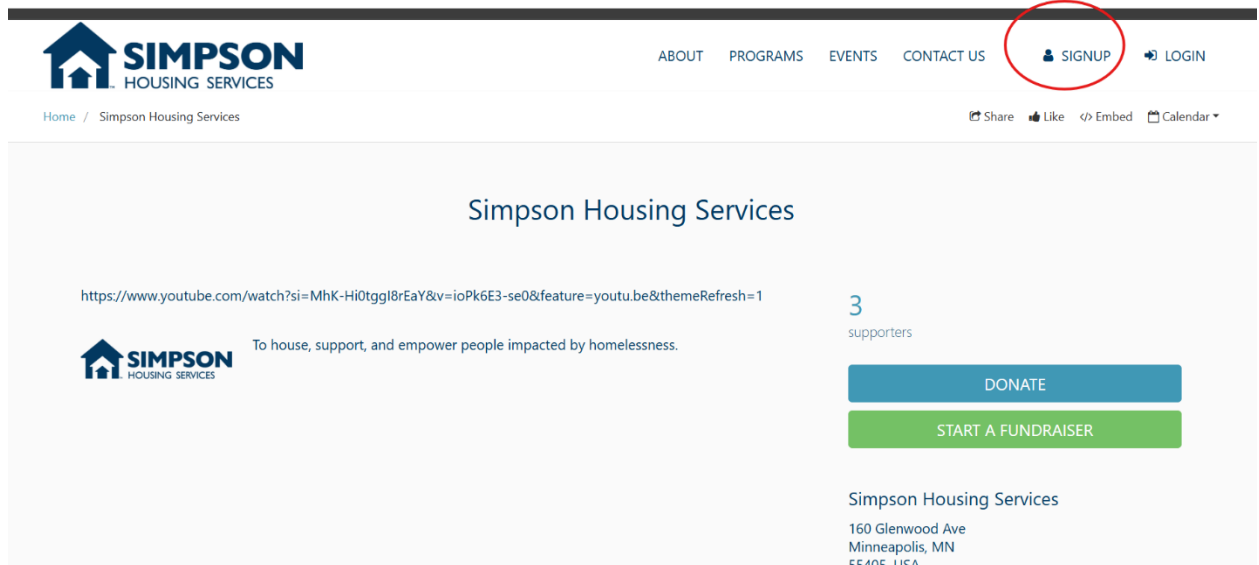 SIMPSON
HOUSING SERVICES
ABOUT PROGRAMS EVENTS CONTACT US SIGNUP LOGIN
Home / Simpson Housing Services
Share Like </> Embed Calendar
Simpson Housing Services
https://www.youtube.com/watch?si=MhK-Hi0tggI8rEaY&v=ioPk6E3-se0&feature=youtu.be&themeRefresh=1
SIMPSON
HOUSING SERVICES
To house, support, and empower people impacted by homelessness.
3
supporters
DONATE
START A FUNDRAISER
Simpson Housing Services
160 Glenwood Ave
Minneapolis, MN
55405, USA